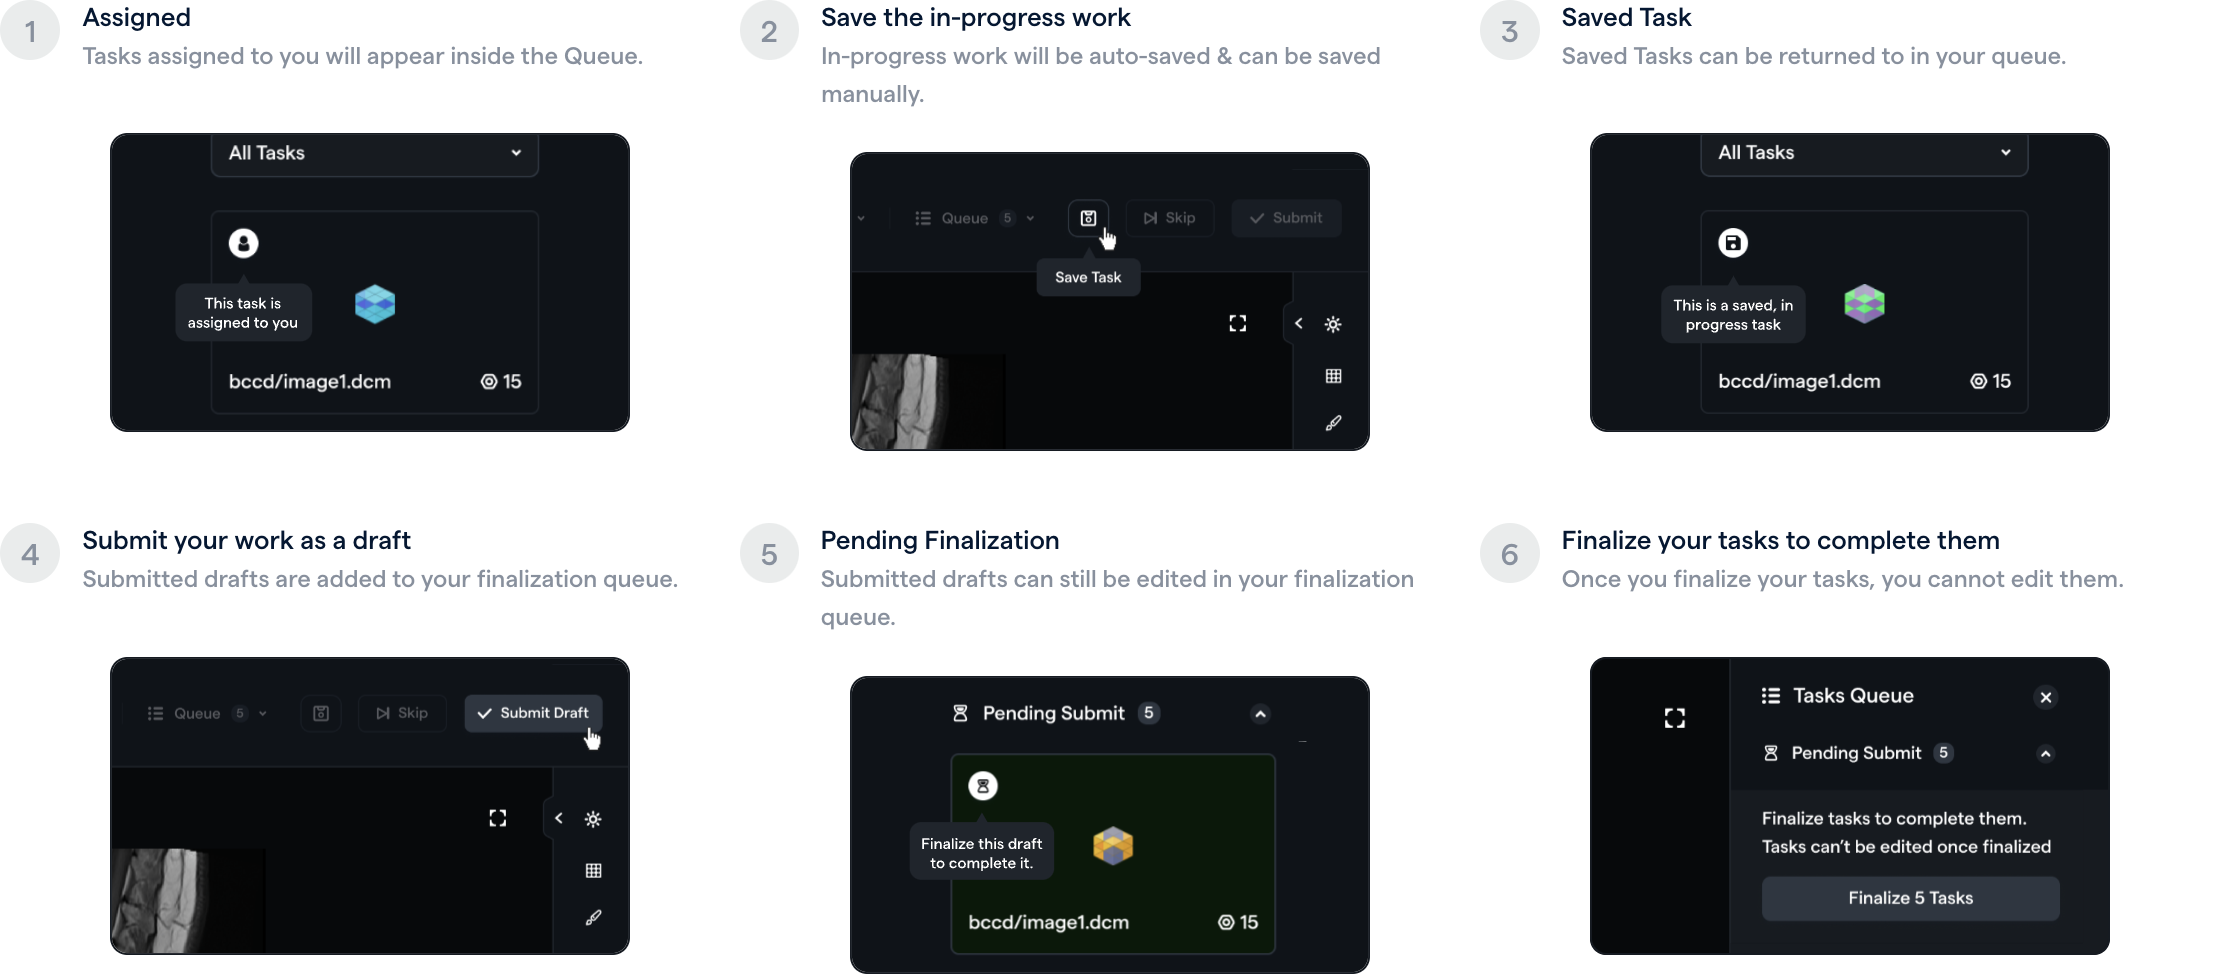 1
Assigned
Tasks assigned to you will appear inside the Queue.
All Tasks
This task is
assigned to you
bccd/image1.dcm
15
2
Save the in-progress work
In-progress work will be auto-saved & can be saved
manually.
Queue 5
Skip
Submit
Save Task
3
Saved Task
Saved Tasks can be returned to in your queue.
All Tasks
This is a saved, in
progress task
bccd/image1.dcm
15
4
Submit your work as a draft
Submitted drafts are added to your finalization queue.
Queue 5
Skip
Submit Draft
5
Pending Finalization
Submitted drafts can still be edited in your finalization
queue.
Pending Submit 5
Finalize this draft
to complete it.
bccd/image1.dcm
15
6
Finalize your tasks to complete them
Once you finalize your tasks, you cannot edit them.
Tasks Queue
Pending Submit 5
Finalize tasks to complete them.
Tasks can't be edited once finalized
Finalize 5 Tasks